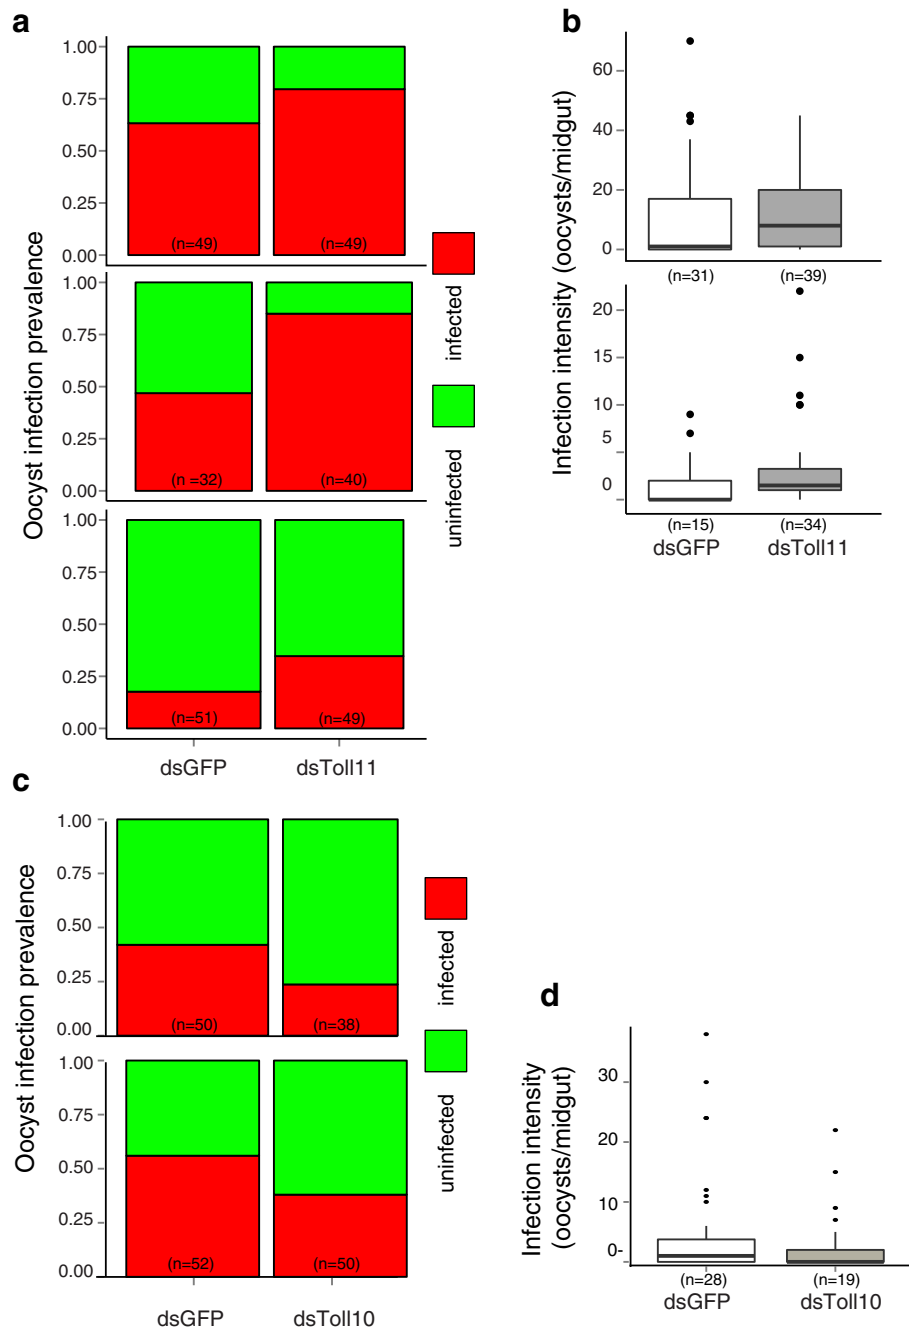 a
Oocyst infection prevalence
1.00
0.75
0.50
0.25
0.00
(n=49)
(n=49)
1.00
0.75
0.50
0.25
0.00
(n =32)
(n=40)
1.00
0.75
0.50
0.25
0.00
(n=51)
(n=49)
dsGFP
dsToll11
infected
uninfected
b
Infection intensity (oocysts/midgut)
60
40
20
0
(n=31)
(n=39)
20
15
10
5
0
(n=15)
(n=34)
dsGFP
dsToll11
c
Oocyst infection prevalence
1.00
0.75
0.50
0.25
0.00
(n=50)
(n=38)
1.00
0.75
0.50
0.25
0.00
(n=52)
(n=50)
dsGFP
dsToll10
infected
uninfected
d
Infection intensity
(oocysts/midgut)
30
20
10
0-
(n=28)
(n=19)
dsGFP
dsToll10